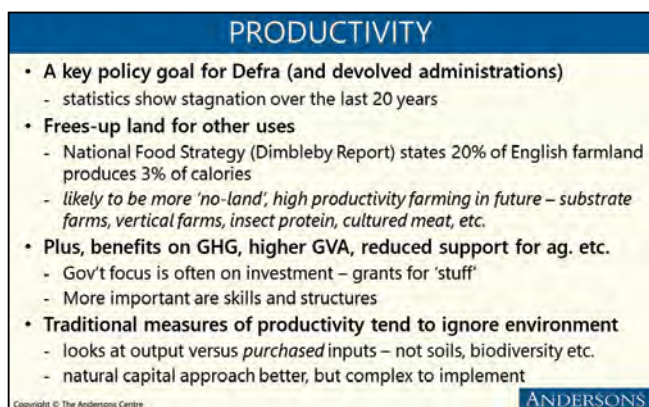 PRODUCTIVITY
• A key policy goal for Defra (and devolved administrations)
- statistics show stagnation over the last 20 years
• Frees-up land for other uses
- National Food Strategy (Dimbleby Report) states 20% of English farmland
produces 3% of calories
- likely to be more ‘no-land’, high productivity farming in future – substrate
farms, vertical farms, insect protein, cultured meat, etc.
• Plus, benefits on GHG, higher GVA, reduced support for ag. etc.
- Gov’t focus is often on investment – grants for ‘stuff’
- More important are skills and structures
• Traditional measures of productivity tend to ignore environment
- looks at output versus purchased inputs – not soils, biodiversity etc.
- natural capital approach better, but complex to implement
Copyright © The Andersons Centre
ANDERSONS